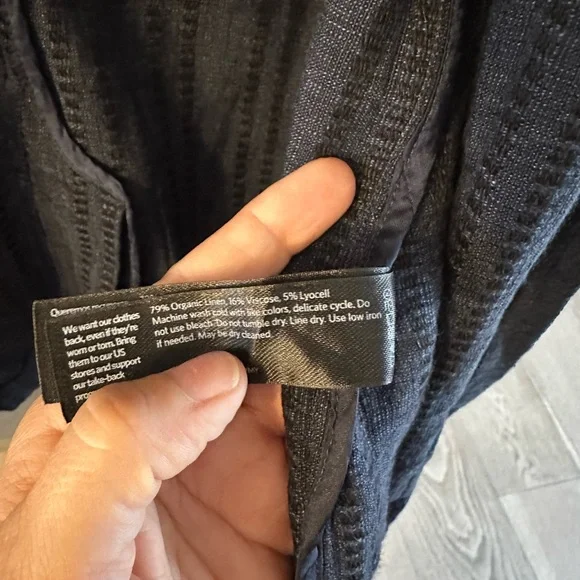 We want our clothes
back, even if they're
worn or torn. Bring
them to our US
stores and support
our take-back
79% Organic Linen, 16% Viscose, 5% Lyocell
Machine wash cold with like colors, delicate cycle. Do
not use bleach. Do not tumble dry. Line dry. Use low iron
if needed. May be dry cleaned.